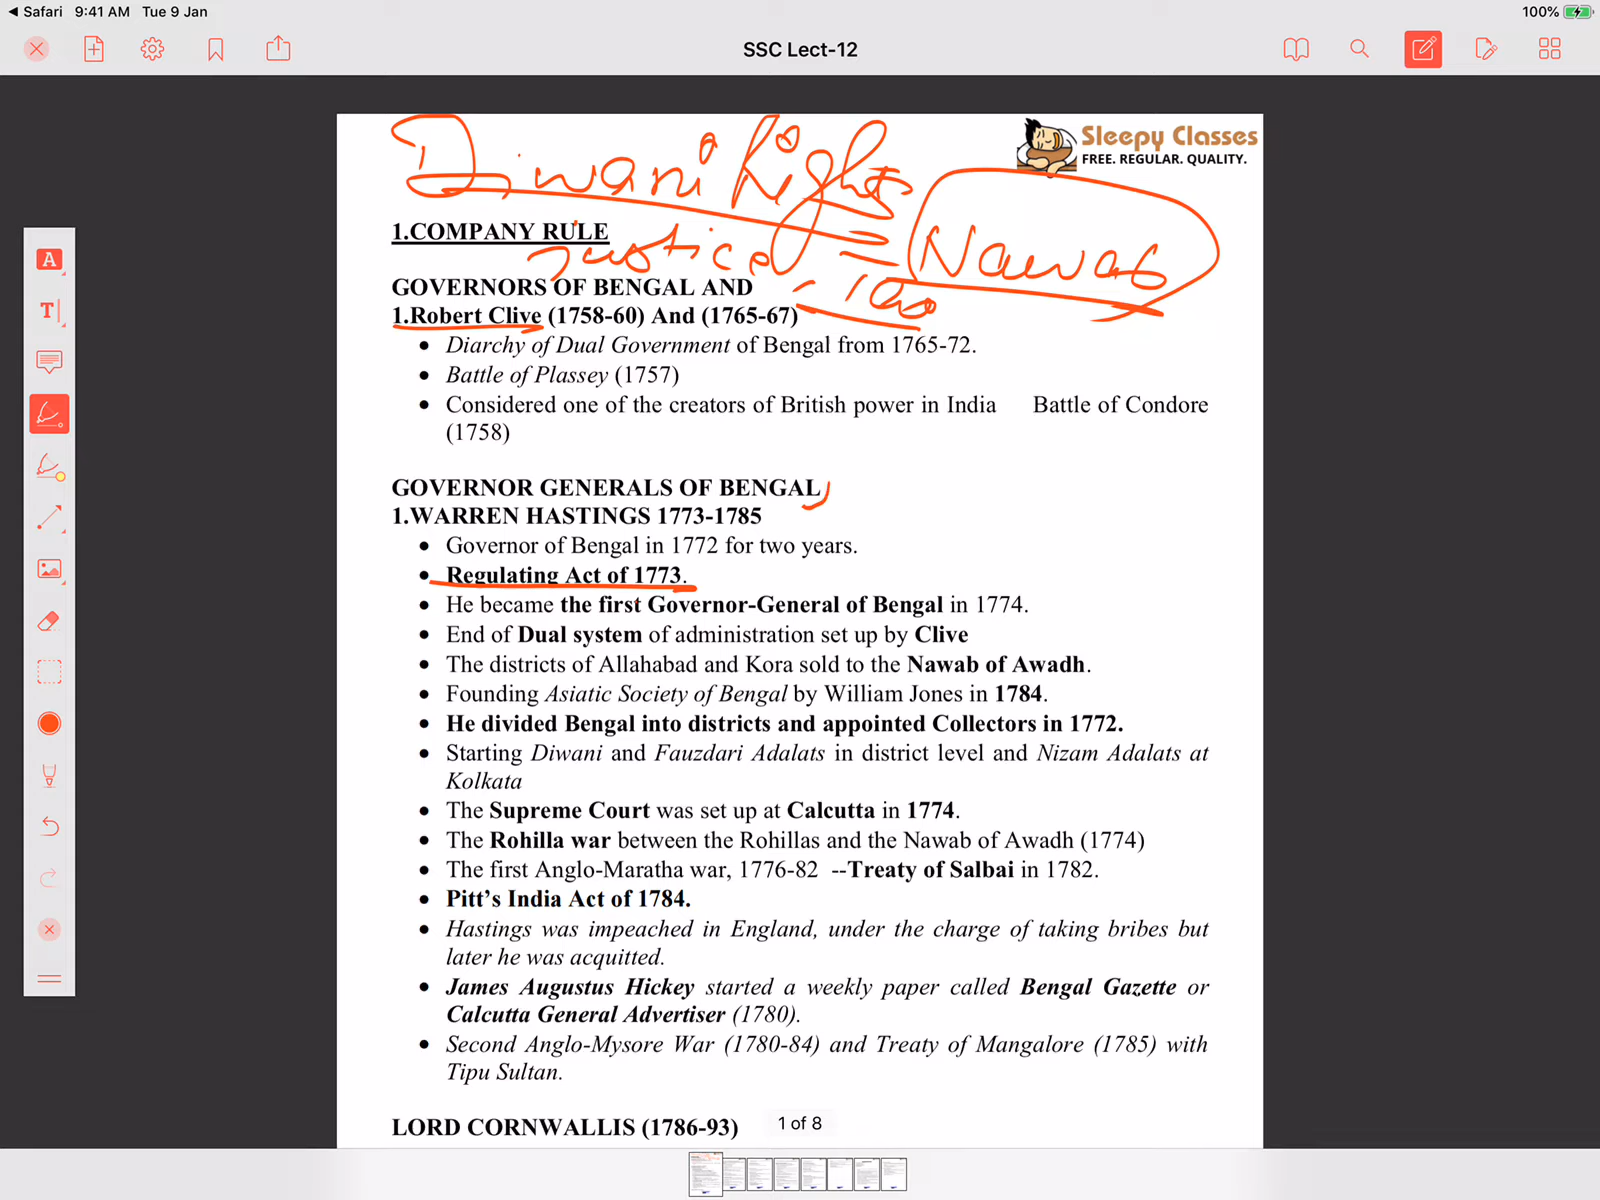 Safari 9:41 AM Tue 9 Jan 100%
SSC Lect-12
Diwani Rights
Sleepy Classes
FREE. REGULAR. QUALITY.
= Nawab
1.COMPANY RULE
Justice
GOVERNORS OF BENGAL AND
1.Robert Clive (1758-60) And (1765-67)
• Diarchy of Dual Government of Bengal from 1765-72.
• Battle of Plassey (1757)
• Considered one of the creators of British power in India Battle of Condore
(1758)
GOVERNOR GENERALS OF BENGAL
1.WARREN HASTINGS 1773-1785
• Governor of Bengal in 1772 for two years.
• Regulating Act of 1773.
• He became the first Governor-General of Bengal in 1774.
• End of Dual system of administration set up by Clive
• The districts of Allahabad and Kora sold to the Nawab of Awadh.
• Founding Asiatic Society of Bengal by William Jones in 1784.
• He divided Bengal into districts and appointed Collectors in 1772.
• Starting Diwani and Fauzdari Adalats in district level and Nizam Adalats at
Kolkata
• The Supreme Court was set up at Calcutta in 1774.
• The Rohilla war between the Rohillas and the Nawab of Awadh (1774)
• The first Anglo-Maratha war, 1776-82 --Treaty of Salbai in 1782.
• Pitt’s India Act of 1784.
• Hastings was impeached in England, under the charge of taking bribes but
later he was acquitted.
• James Augustus Hickey started a weekly paper called Bengal Gazette or
Calcutta General Advertiser (1780).
• Second Anglo-Mysore War (1780-84) and Treaty of Mangalore (1785) with
Tipu Sultan.
LORD CORNWALLIS (1786-93)
1 of 8